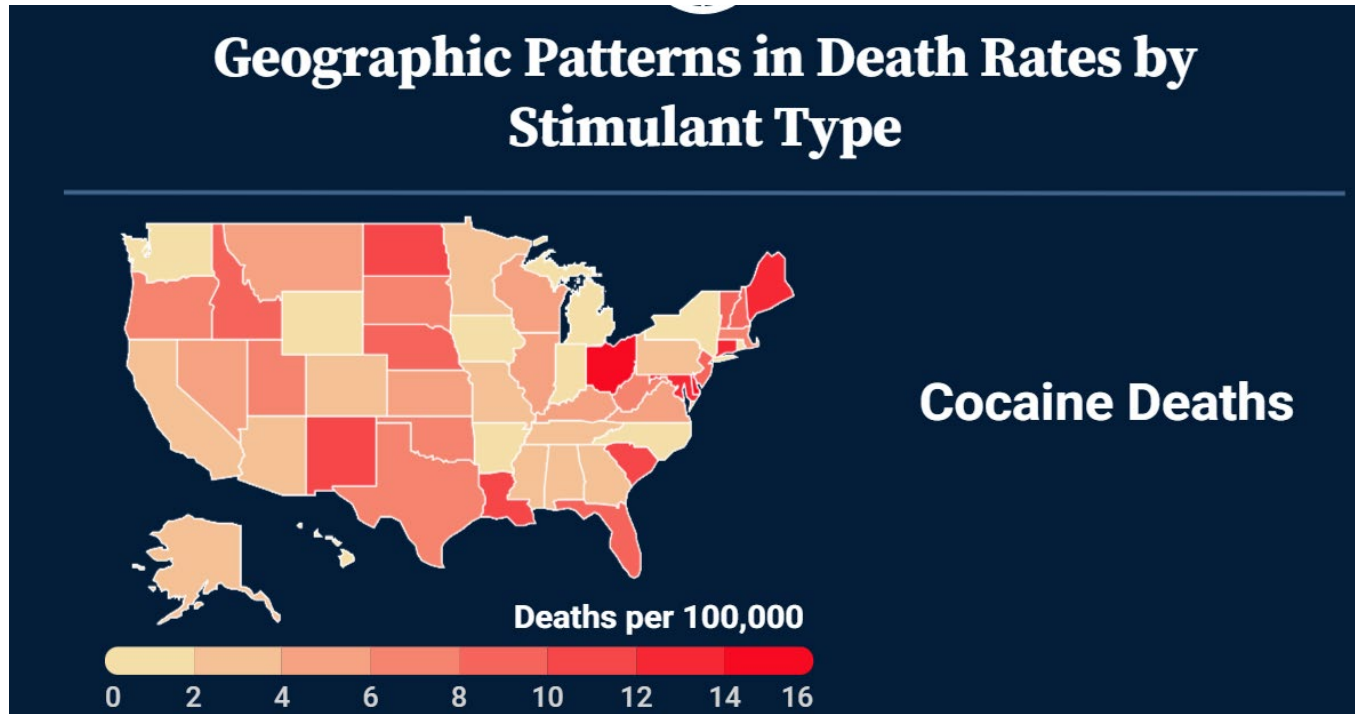 Geographic Patterns in Death Rates by
Stimulant Type
Cocaine Deaths
Deaths per 100,000
0 2 4 6 8 10 12 14 16